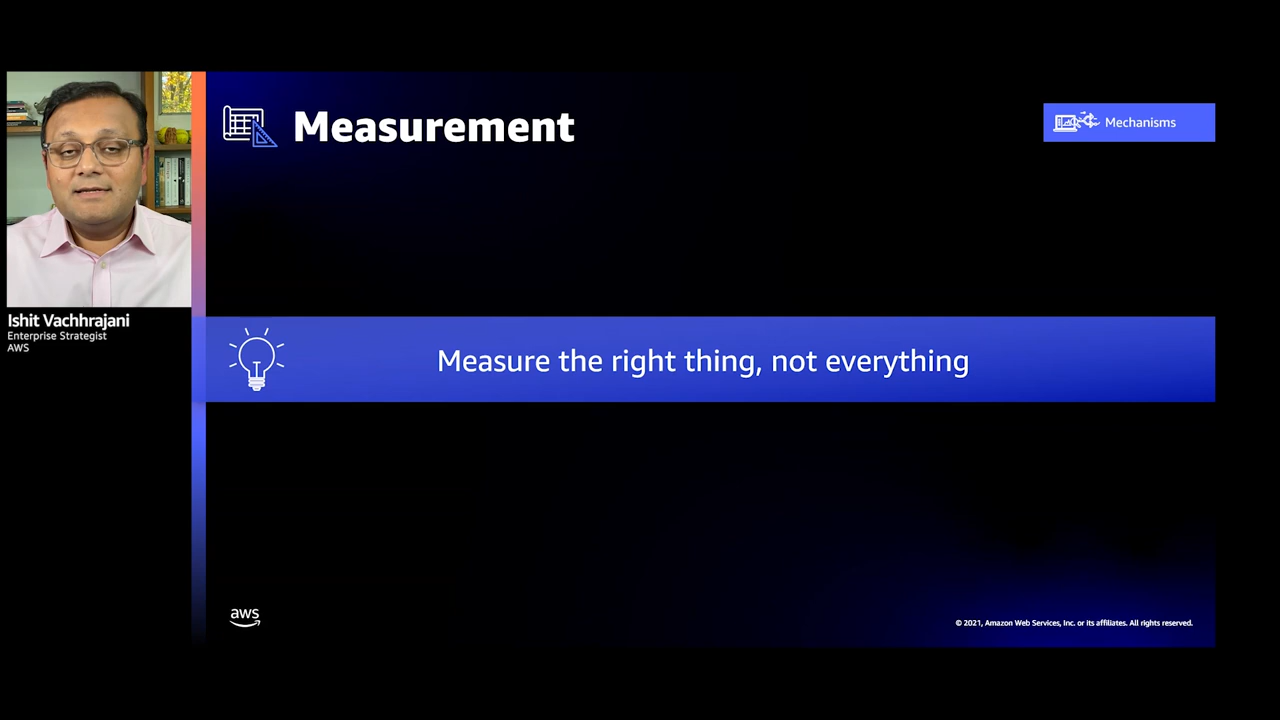 Measurement
Mechanisms
Ishit Vachhrajani
Enterprise Strategist
AWS
Measure the right thing, not everything
aws
© 2021, Amazon Web Services, Inc. or its affiliates. All rights reserved.